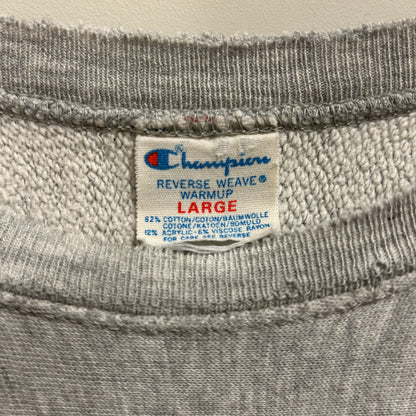 Champion
REVERSE WEAVE®
WARMUP
LARGE
82% COTTON/COTON/BAUMWOLLE
COTONE/KATOEN/BOMULD
12% ACRYLIC-6% VISCOSE RAYON
FOR CARE SEE REVERSE